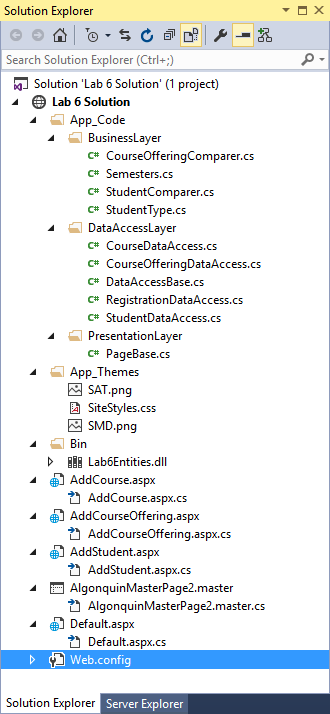 Solution Explorer
Search Solution Explorer (Ctrl+;)
Solution 'Lab 6 Solution' (1 project)
Lab 6 Solution
App_Code
BusinessLayer
C# CourseOfferingComparer.cs
C# Semesters.cs
C# StudentComparer.cs
C# StudentType.cs
DataAccessLayer
C# CourseDataAccess.cs
C# CourseOfferingDataAccess.cs
C# DataAccessBase.cs
C# RegistrationDataAccess.cs
C# StudentDataAccess.cs
PresentationLayer
C# PageBase.cs
App_Themes
SAT.png
SiteStyles.css
SMD.png
Bin
Lab6Entities.dll
AddCourse.aspx
AddCourse.aspx.cs
AddCourseOffering.aspx
AddCourseOffering.aspx.cs
AddStudent.aspx
AddStudent.aspx.cs
AlgonquinMasterPage2.master
AlgonquinMasterPage2.master.cs
Default.aspx
Default.aspx.cs
Web.config
Solution Explorer Server Explorer